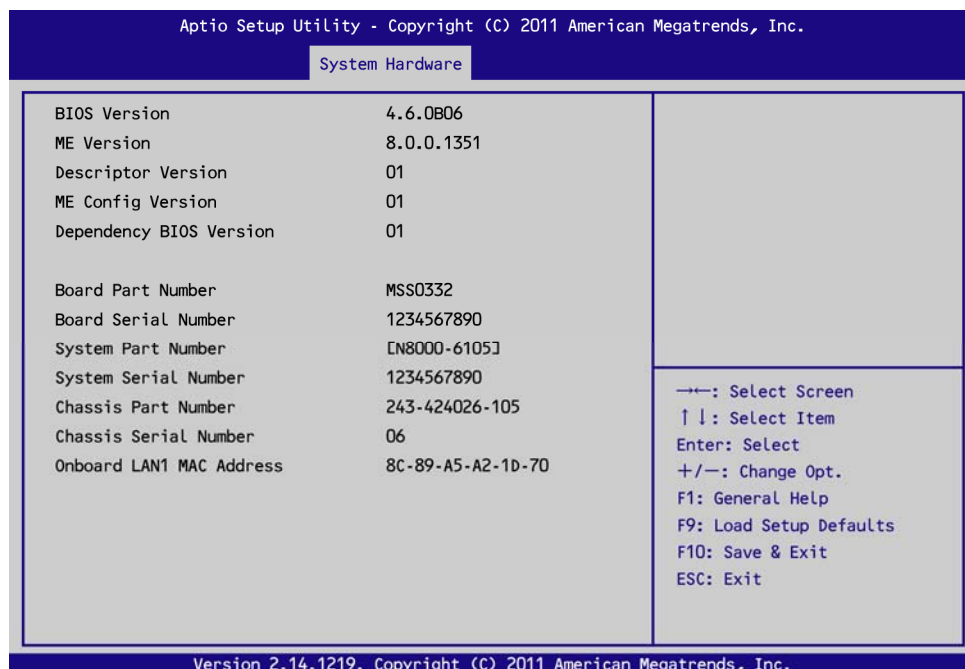 Aptio Setup Utility - Copyright (C) 2011 American Megatrends, Inc.
System Hardware
BIOS Version 4.6.0B06
ME Version 8.0.0.1351
Descriptor Version 01
ME Config Version 01
Dependency BIOS Version 01
Board Part Number MSS0332
Board Serial Number 1234567890
System Part Number [N8000-6105]
System Serial Number 1234567890
Chassis Part Number 243-424026-105
Chassis Serial Number 06
Onboard LAN1 MAC Address 8C-89-A5-A2-1D-70
→←: Select Screen
↑↓: Select Item
Enter: Select
+/−: Change Opt.
F1: General Help
F9: Load Setup Defaults
F10: Save & Exit
ESC: Exit
Version 2.14.1219. Copyright (C) 2011 American Megatrends, Inc.